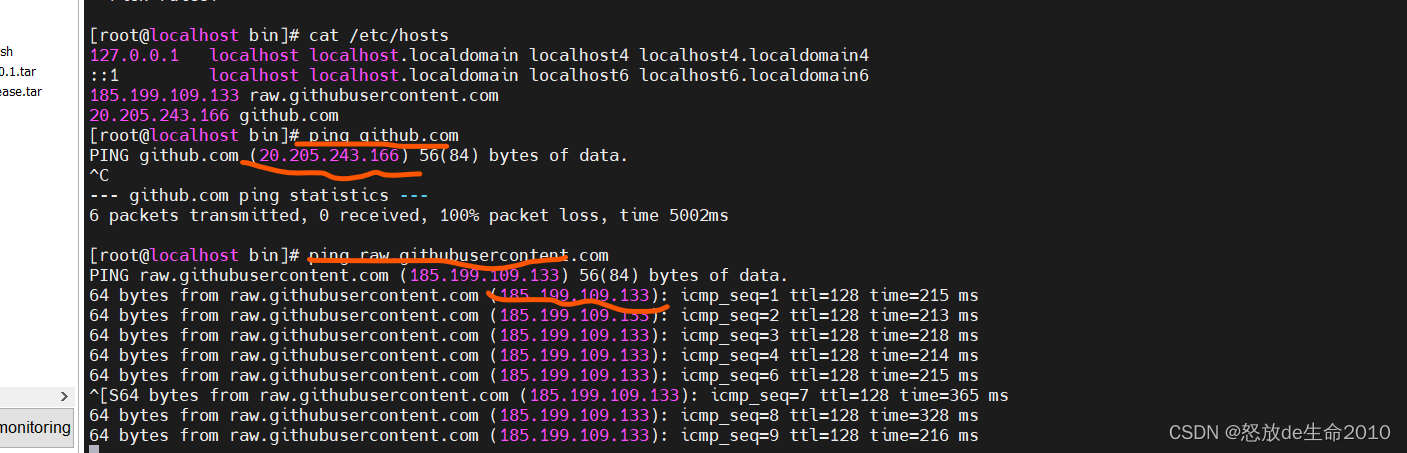 sh
0.1.tar
ease.tar
monitoring
[root@localhost bin]# cat /etc/hosts
127.0.0.1   localhost localhost.localdomain localhost4 localhost4.localdomain4
::1         localhost localhost.localdomain localhost6 localhost6.localdomain6
185.199.109.133 raw.githubusercontent.com
20.205.243.166 github.com
[root@localhost bin]# ping github.com
PING github.com (20.205.243.166) 56(84) bytes of data.
^C
--- github.com ping statistics ---
6 packets transmitted, 0 received, 100% packet loss, time 5002ms
[root@localhost bin]# ping raw.githubusercontent.com
PING raw.githubusercontent.com (185.199.109.133) 56(84) bytes of data.
64 bytes from raw.githubusercontent.com (185.199.109.133): icmp_seq=1 ttl=128 time=215 ms
64 bytes from raw.githubusercontent.com (185.199.109.133): icmp_seq=2 ttl=128 time=213 ms
64 bytes from raw.githubusercontent.com (185.199.109.133): icmp_seq=3 ttl=128 time=218 ms
64 bytes from raw.githubusercontent.com (185.199.109.133): icmp_seq=4 ttl=128 time=214 ms
64 bytes from raw.githubusercontent.com (185.199.109.133): icmp_seq=6 ttl=128 time=215 ms
^[S64 bytes from raw.githubusercontent.com (185.199.109.133): icmp_seq=7 ttl=128 time=365 ms
64 bytes from raw.githubusercontent.com (185.199.109.133): icmp_seq=8 ttl=128 time=328 ms
64 bytes from raw.githubusercontent.com (185.199.109.133): icmp_seq=9 ttl=128 time=216 ms
CSDN @怒放de生命2010